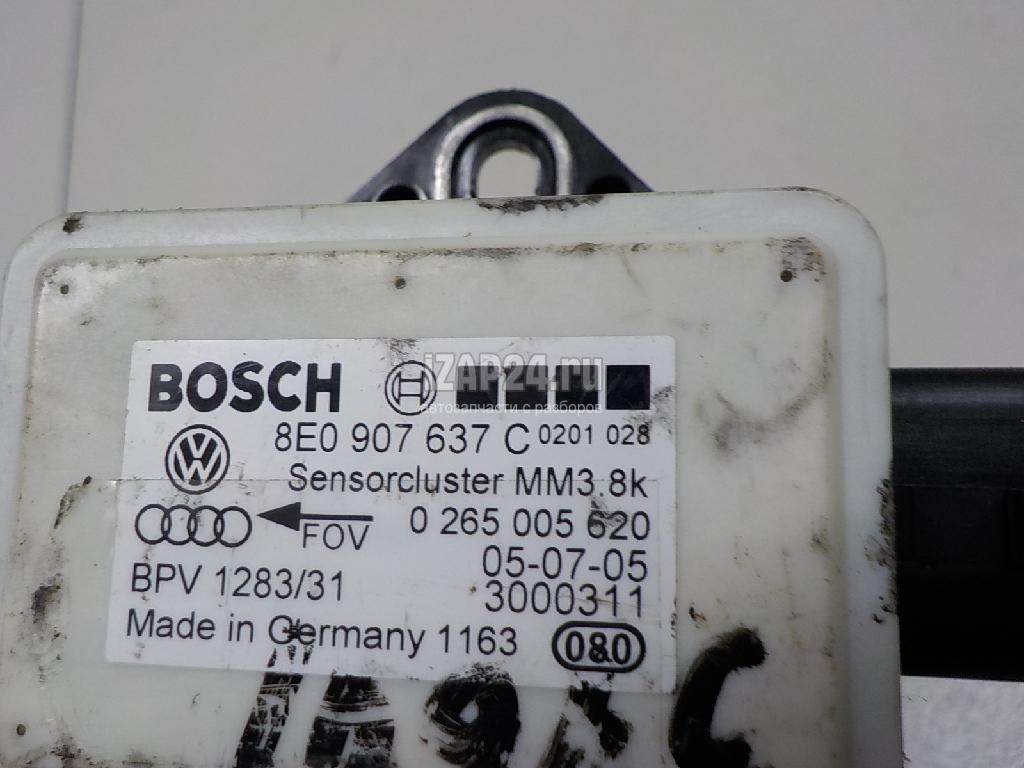 iZAP24.ru
автозапчасти с разборов
BOSCH
8E0 907 637 C 0201 028
Sensorcluster MM3.8k
0 265 005 620
FOV
05-07-05
BPV 1283/31
3000311
Made in Germany 1163
080